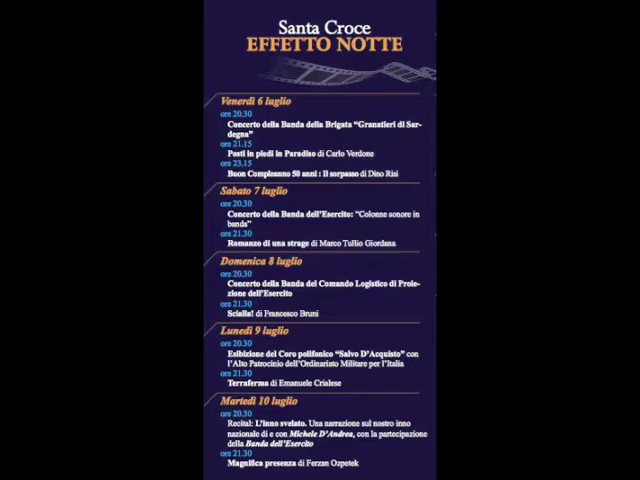 Santa Croce
EFFETTO NOTTE
Venerdì 6 luglio
ore 20.30
Concerto della Banda della Brigata “Granatieri di Sar-
degna”
ore 21.15
Posti in piedi in Paradiso di Carlo Verdone
ore 23.15
Buon Compleanno 50 anni : Il sorpasso di Dino Risi
Sabato 7 luglio
ore 20.30
Concerto della Banda dell’Esercito: “Colonne sonore in
banda”
ore 21.30
Romanzo di una strage di Marco Tullio Giordana
Domenica 8 luglio
ore 20.30
Concerto della Banda del Comando Logistico di Proie-
zione dell’Esercito
ore 21.30
Scialla! di Francesco Bruni
Lunedì 9 luglio
ore 20.30
Esibizione del Coro polifonico “Salvo D’Acquisto” con
l’Alto Patrocinio dell’Ordinariato Militare per l’Italia
ore 21.30
Terraferma di Emanuele Crialese
Martedì 10 luglio
ore 20.30
Recital: L’inno svelato. Una narrazione sul nostro inno
nazionale di e con Michele D’Andrea, con la partecipazione
della Banda dell’Esercito
ore 21.30
Magnifica presenza di Ferzan Ozpetek